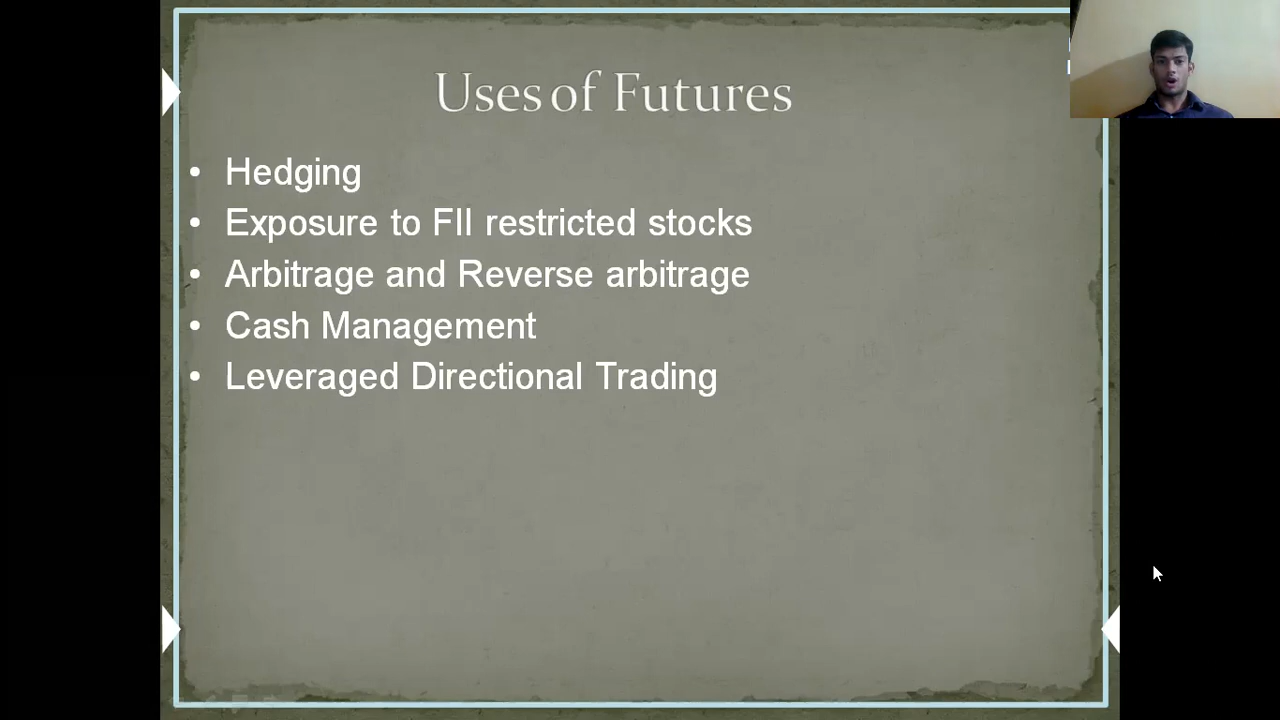 Uses of Futures
• Hedging
• Exposure to FII restricted stocks
• Arbitrage and Reverse arbitrage
• Cash Management
• Leveraged Directional Trading